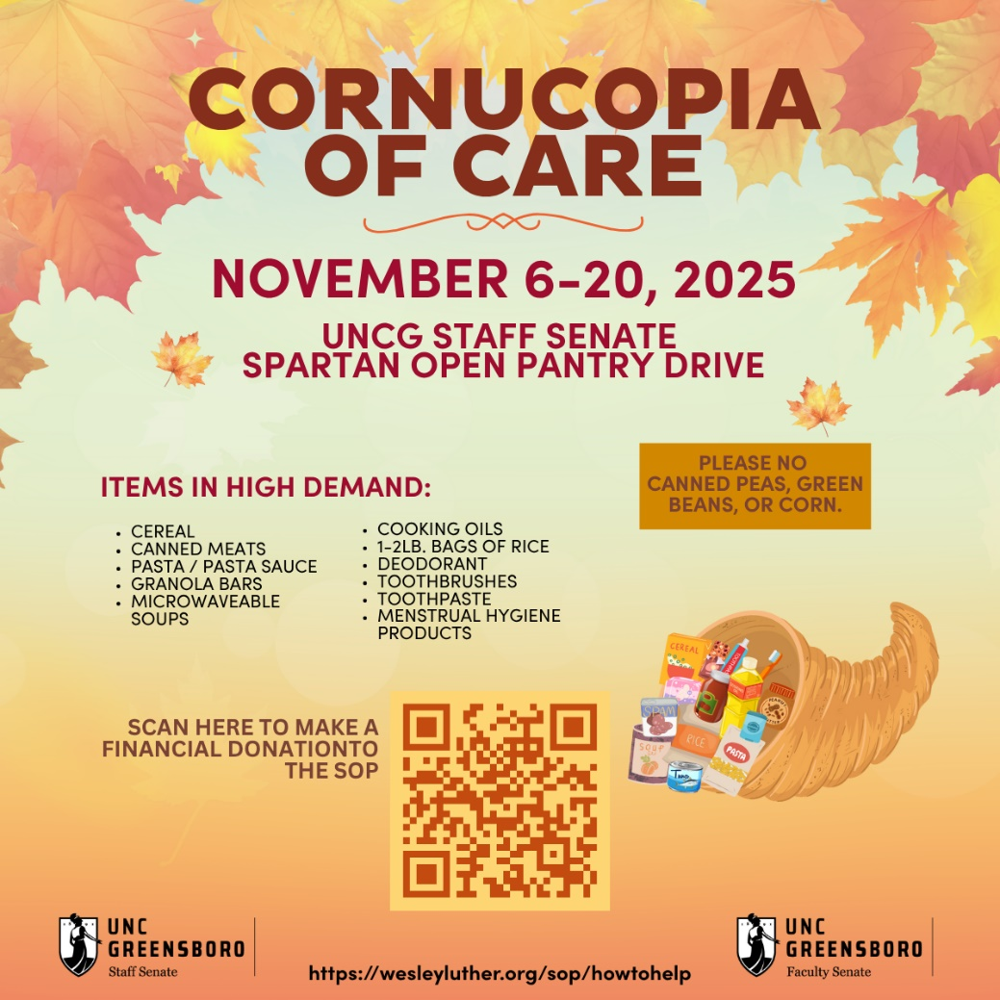 CORNUCOPIA
OF CARE
NOVEMBER 6-20, 2025
UNCG STAFF SENATE
SPARTAN OPEN PANTRY DRIVE
PLEASE NO
CANNED PEAS, GREEN
BEANS, OR CORN.
ITEMS IN HIGH DEMAND:
• CEREAL
• CANNED MEATS
• PASTA / PASTA SAUCE
• GRANOLA BARS
• MICROWAVEABLE
SOUPS
• COOKING OILS
• 1-2LB. BAGS OF RICE
• DEODORANT
• TOOTHBRUSHES
• TOOTHPASTE
• MENSTRUAL HYGIENE
PRODUCTS
CEREAL
SPAM
SOUP
RICE
PASTA
Tuna
SCAN HERE TO MAKE A
FINANCIAL DONATIONTO
THE SOP
UNC
GREENSBORO
Staff Senate
https://wesleyluther.org/sop/howtohelp
UNC
GREENSBORO
Faculty Senate